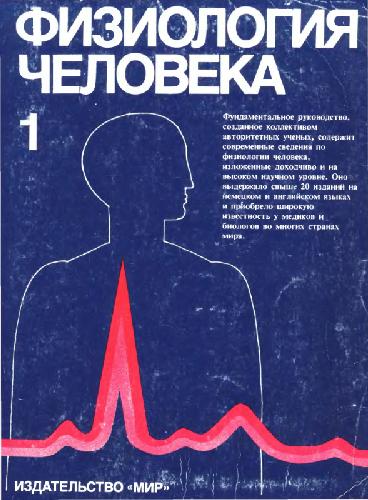 ФИЗИОЛОГИЯ
ЧЕЛОВЕКА
1
Фундаментальное руководство,
созданное коллективом
авторитетных ученых, содержит
современные сведения по
физиологии человека,
изложенные доходчиво и на
высоком научном уровне. Оно
выдержало свыше 20 изданий на
немецком и английском языках
и приобрело широкую
известность у медиков и
биологов во многих странах
мира.
ИЗДАТЕЛЬСТВО «МИР»